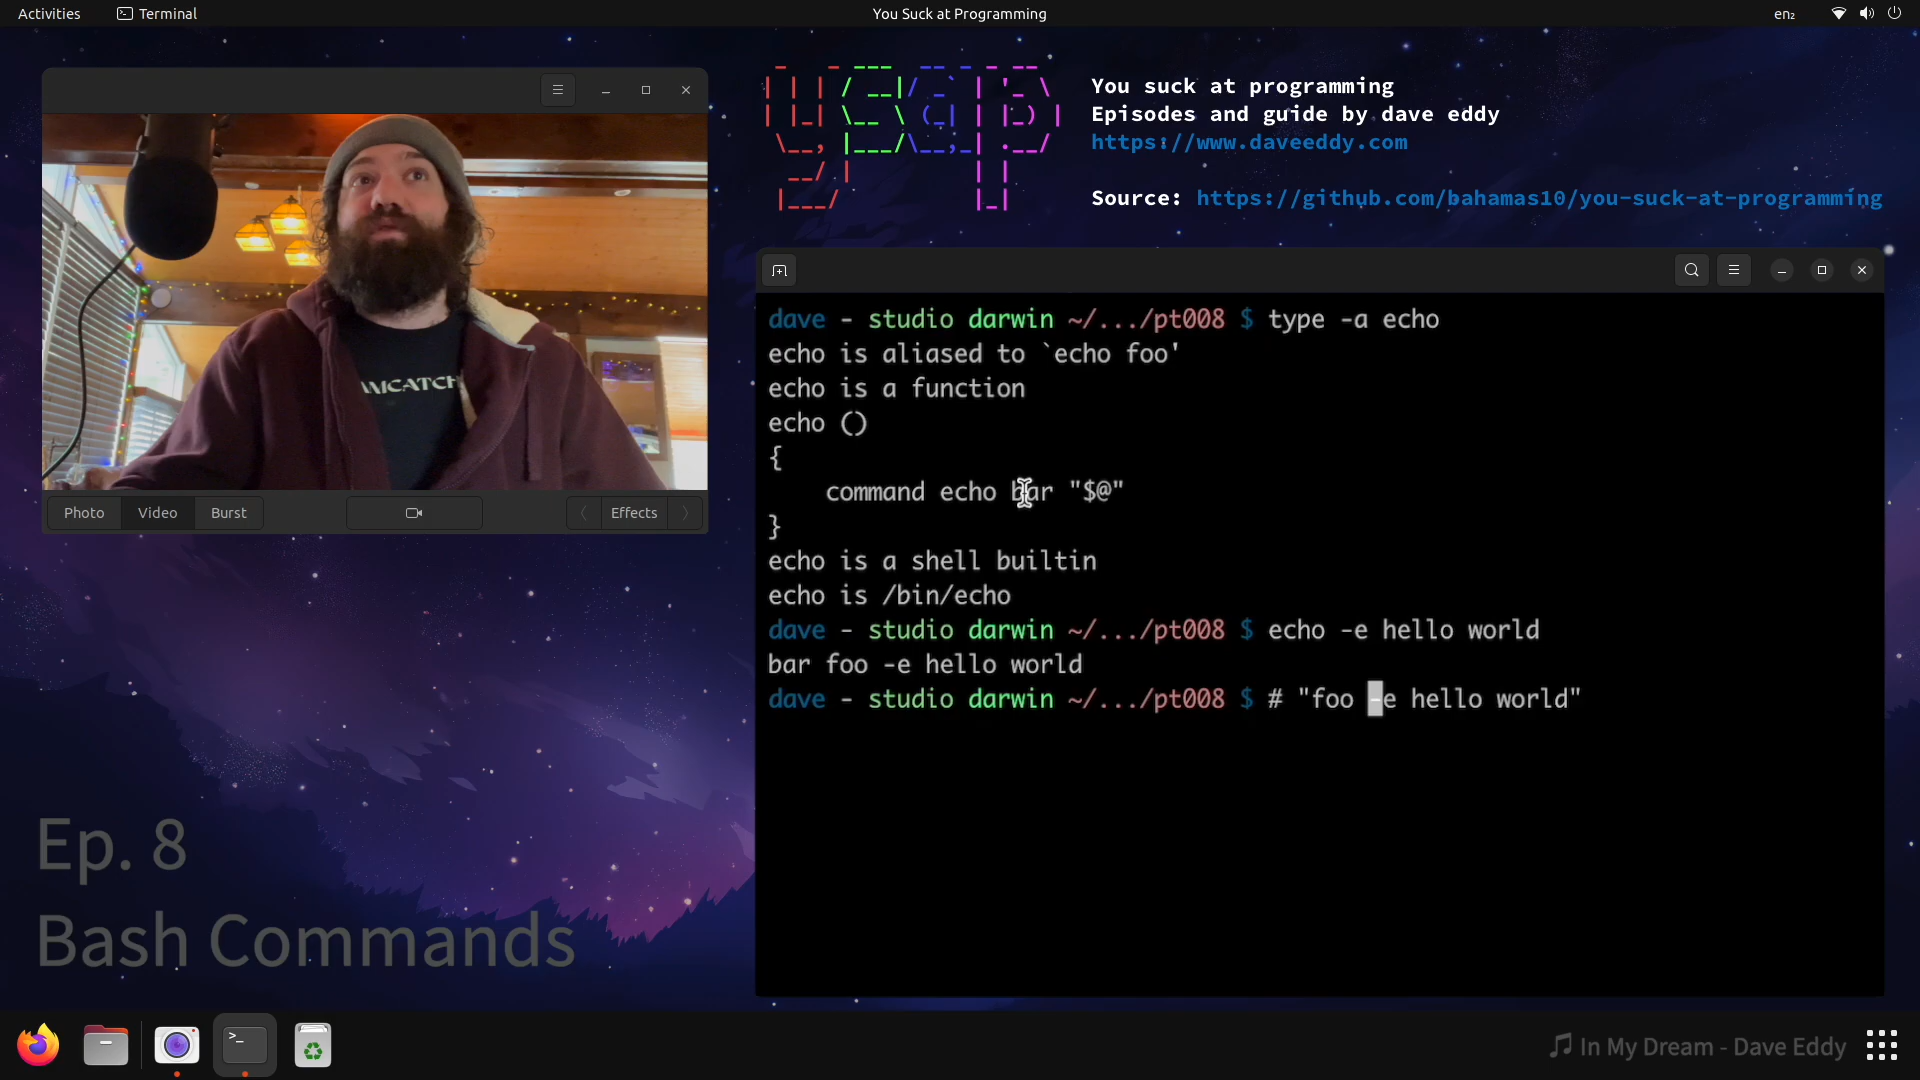 Activities
Terminal
You Suck at Programming
en₂
You suck at programming
Episodes and guide by dave eddy
https://www.daveeddy.com
Source: https://github.com/bahamas10/you-suck-at-programming
AMCATCH
Photo
Video
Burst
Effects
dave - studio darwin ~/.../pt008 $ type -a echo
echo is aliased to `echo foo'
echo is a function
echo ()
{
    command echo bar "$@"
}
echo is a shell builtin
echo is /bin/echo
dave - studio darwin ~/.../pt008 $ echo -e hello world
bar foo -e hello world
dave - studio darwin ~/.../pt008 $ # "foo -e hello world"
Ep. 8
Bash Commands
In My Dream - Dave Eddy